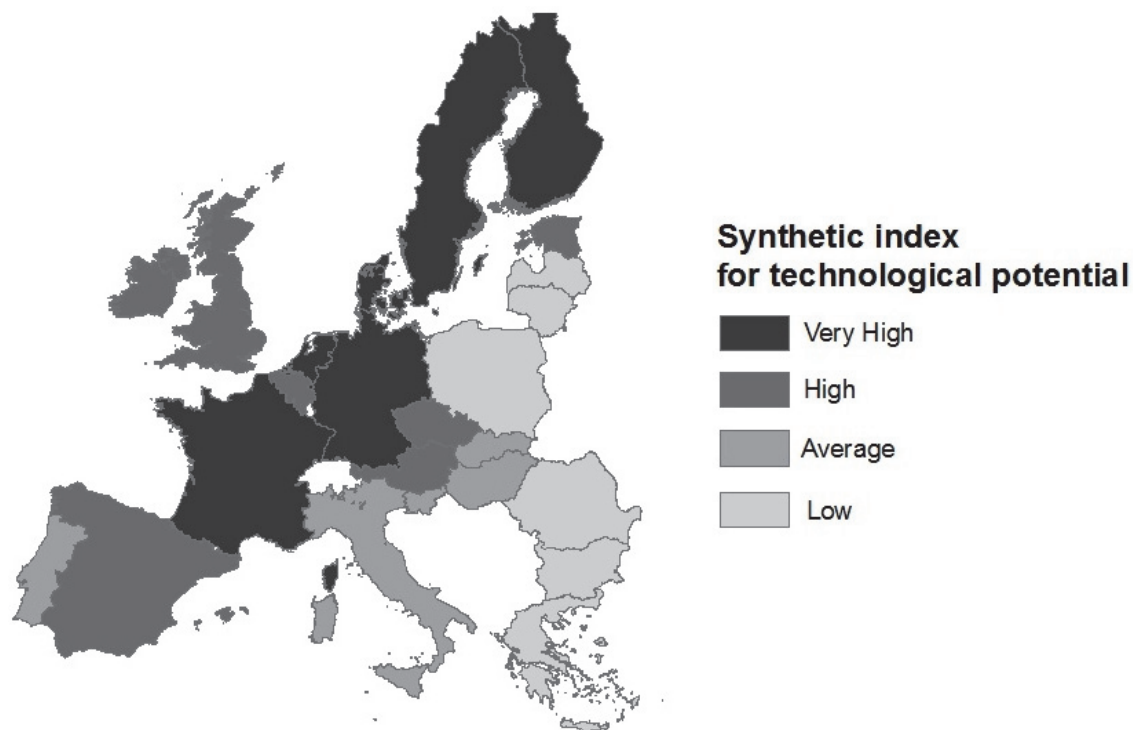 Synthetic index
for technological potential
Very High
High
Average
Low